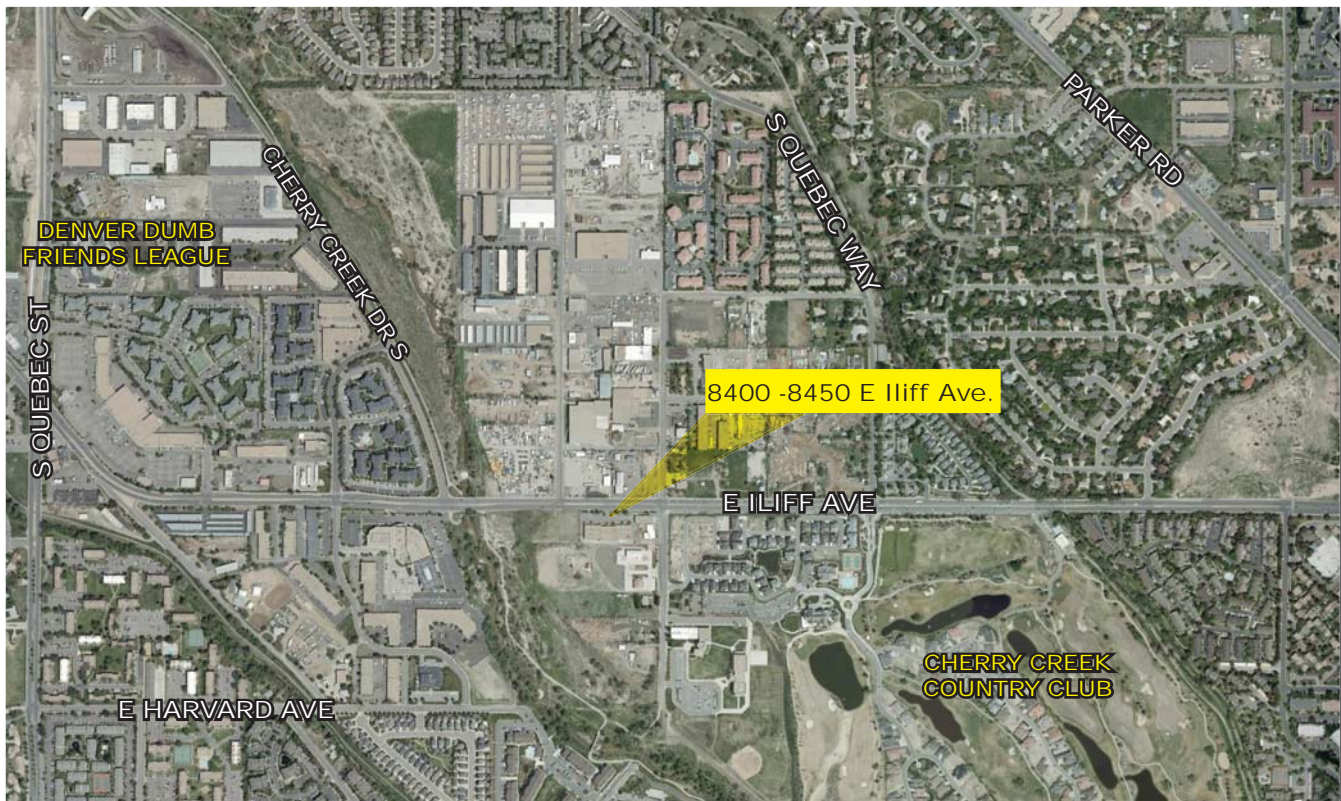 PARKER RD
S QUEBEC WAY
CHERRY CREEK DR S
DENVER DUMB
FRIENDS LEAGUE
S QUEBEC ST
8400 -8450 E Iliff Ave.
E ILIFF AVE
CHERRY CREEK
COUNTRY CLUB
E HARVARD AVE